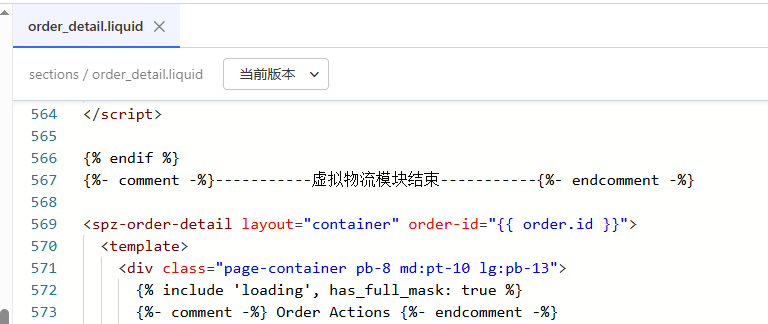 order_detail.liquid
sections / order_detail.liquid 当前版本
564 </script>
565
566 {% endif %}
567 {%- comment -%}-----------虚拟物流模块结束-----------{%- endcomment -%}
568
569 <spz-order-detail layout="container" order-id="{{ order.id }}">
570 <template>
571 <div class="page-container pb-8 md:pt-10 lg:pb-13">
572 {% include 'loading', has_full_mask: true %}
573 {%- comment -%} Order Actions {%- endcomment -%}